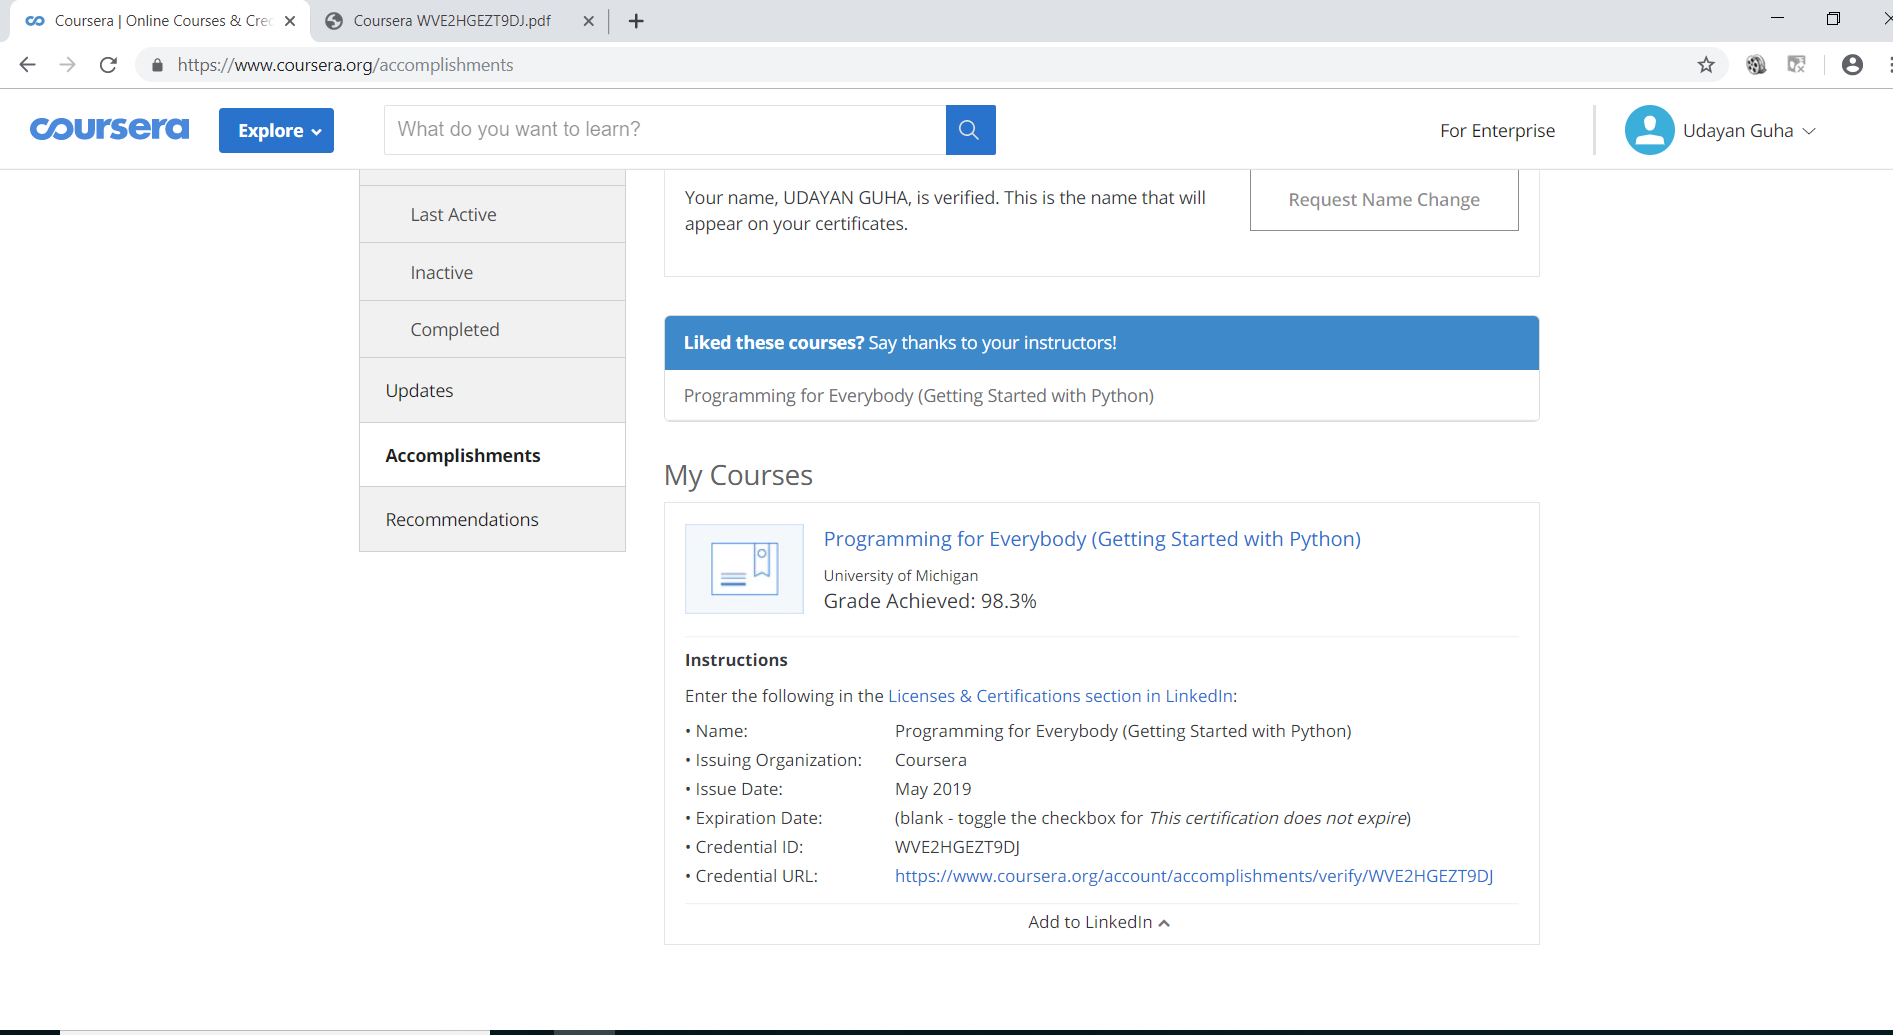 Coursera | Online Courses & Cre
Coursera WVE2HGEZT9DJ.pdf
https://www.coursera.org/accomplishments
coursera
Explore
What do you want to learn?
For Enterprise
Udayan Guha
Last Active
Inactive
Completed
Updates
Accomplishments
Recommendations
Your name, UDAYAN GUHA, is verified. This is the name that will
appear on your certificates.
Request Name Change
Liked these courses? Say thanks to your instructors!
Programming for Everybody (Getting Started with Python)
My Courses
Programming for Everybody (Getting Started with Python)
University of Michigan
Grade Achieved: 98.3%
Instructions
Enter the following in the Licenses & Certifications section in LinkedIn:
• Name: Programming for Everybody (Getting Started with Python)
• Issuing Organization: Coursera
• Issue Date: May 2019
• Expiration Date: (blank - toggle the checkbox for This certification does not expire)
• Credential ID: WVE2HGEZT9DJ
• Credential URL: https://www.coursera.org/account/accomplishments/verify/WVE2HGEZT9DJ
Add to LinkedIn